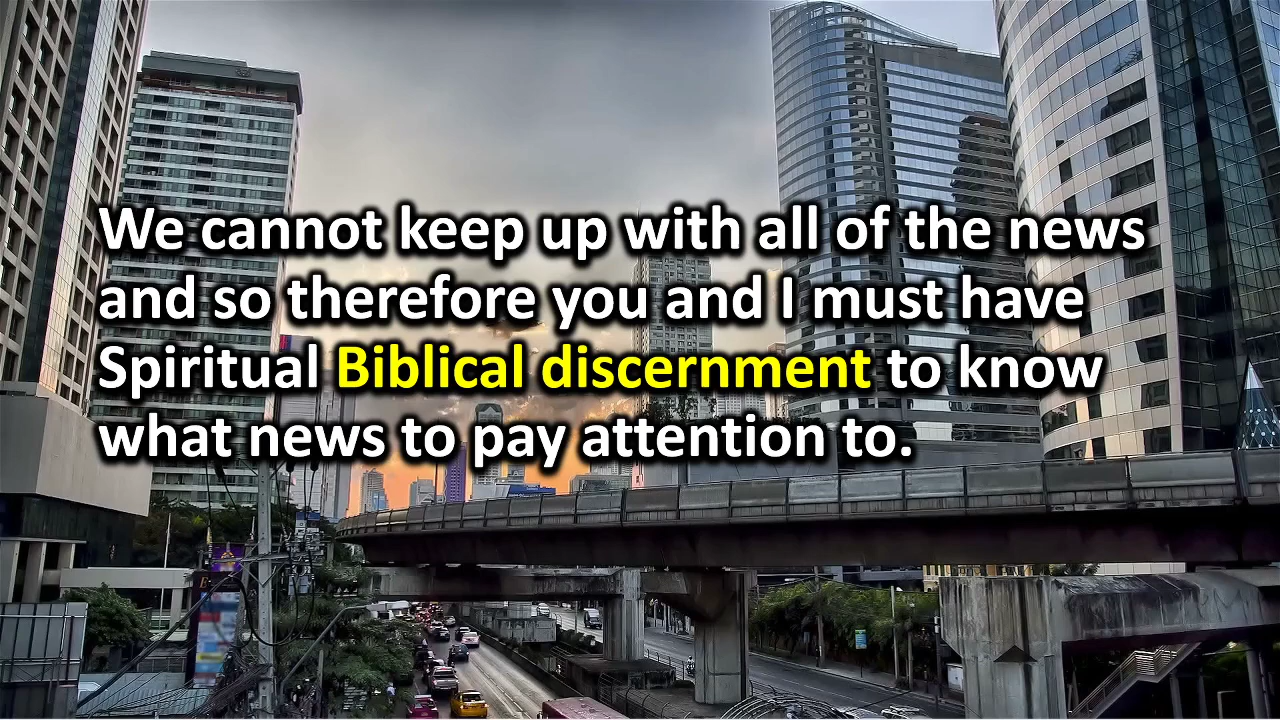 We cannot keep up with all of the news
and so therefore you and I must have
Spiritual Biblical discernment to know
what news to pay attention to.